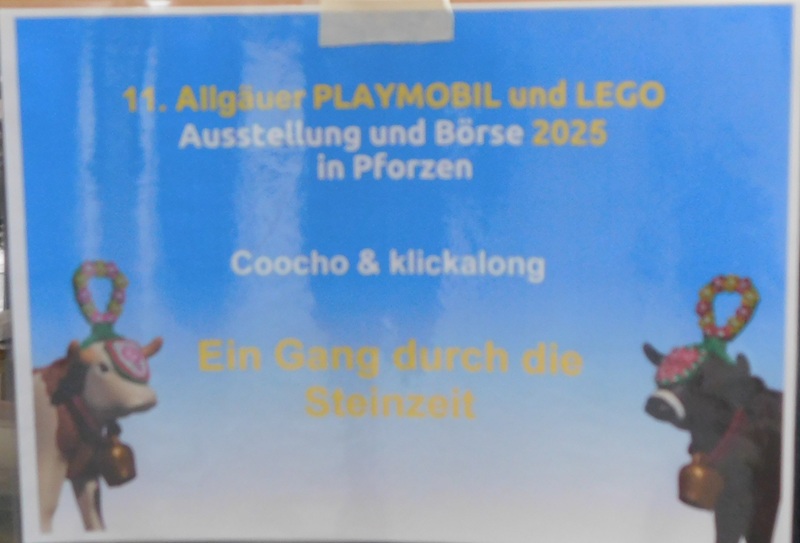 11. Allgäuer PLAYMOBIL und LEGO
Ausstellung und Börse 2025
in Pforzen
Coocho & klickalong
Ein Gang durch die
Steinzeit